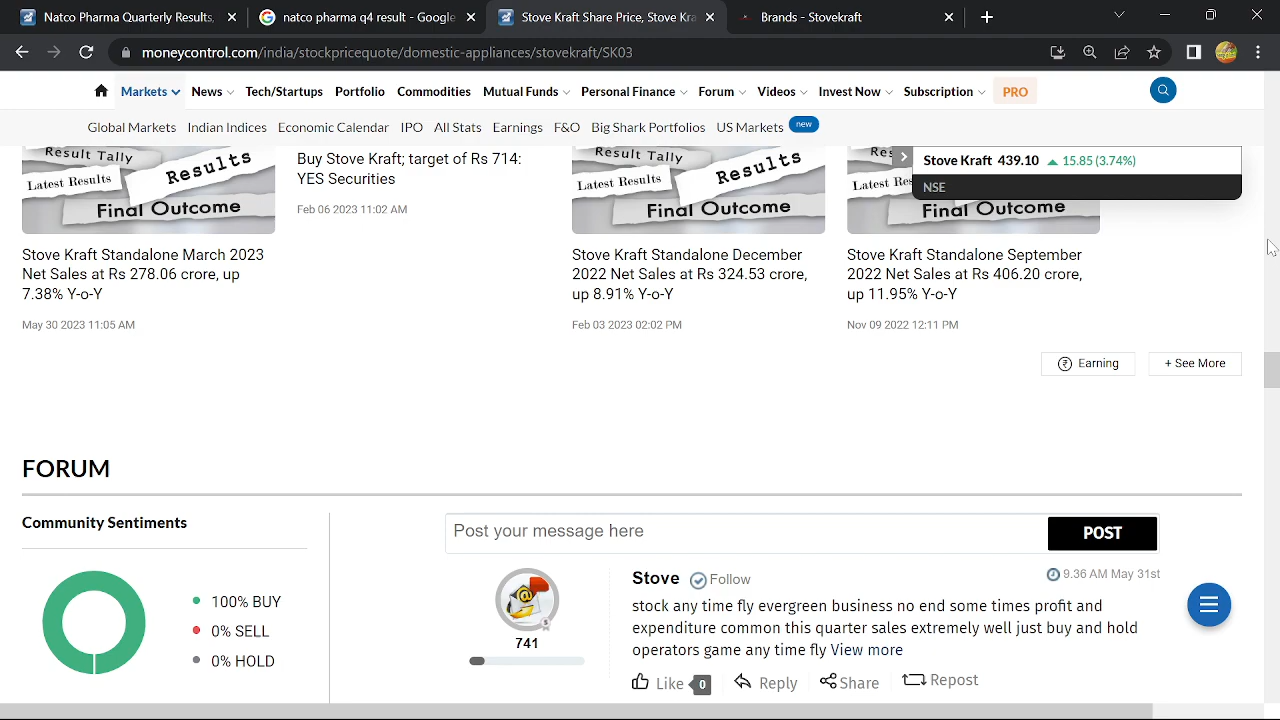 Natco Pharma Quarterly Results,
natco pharma q4 result - Google
Stove Kraft Share Price, Stove Kra
Brands - Stovekraft
moneycontrol.com/india/stockpricequote/domestic-appliances/stovekraft/SK03
Markets News Tech/Startups Portfolio Commodities Mutual Funds Personal Finance Forum Videos Invest Now Subscription PRO
Global Markets Indian Indices Economic Calendar IPO All Stats Earnings F&O Big Shark Portfolios US Markets new
Stove Kraft 439.10 15.85 (3.74%)
NSE
Result Tally
Results
Latest Results
Final Outcome
Stove Kraft Standalone March 2023
Net Sales at Rs 278.06 crore, up
7.38% Y-o-Y
May 30 2023 11:05 AM
Buy Stove Kraft; target of Rs 714:
YES Securities
Feb 06 2023 11:02 AM
Result Tally
Results
Latest Results
Final Outcome
Stove Kraft Standalone December
2022 Net Sales at Rs 324.53 crore,
up 8.91% Y-o-Y
Feb 03 2023 02:02 PM
Final Outcome
Stove Kraft Standalone September
2022 Net Sales at Rs 406.20 crore,
up 11.95% Y-o-Y
Nov 09 2022 12:11 PM
Earning
+ See More
FORUM
Community Sentiments
100% BUY
0% SELL
0% HOLD
Post your message here
POST
741
Stove Follow
9.36 AM May 31st
stock any time fly evergreen business no end some times profit and
expenditure common this quarter sales extremely well just buy and hold
operators game any time fly View more
Like 0 Reply Share Repost